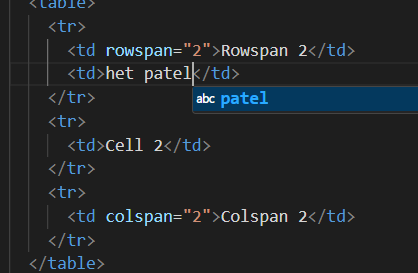 <table>
<tr>
<td rowspan="2">Rowspan 2</td>
<td>het patel</td>
abc patel
</tr>
<tr>
<td>Cell 2</td>
</tr>
<tr>
<td colspan="2">Colspan 2</td>
</tr>
</table>